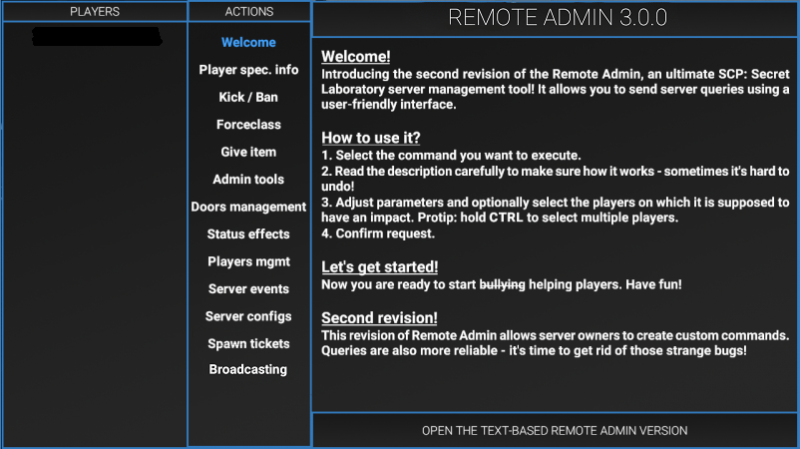 PLAYERS
ACTIONS
Welcome
Player spec. info
Kick / Ban
Forceclass
Give item
Admin tools
Doors management
Status effects
Players mgmt
Server events
Server configs
Spawn tickets
Broadcasting
REMOTE ADMIN 3.0.0
Welcome!
Introducing the second revision of the Remote Admin, an ultimate SCP: Secret
Laboratory server management tool! It allows you to send server queries using a
user-friendly interface.
How to use it?
1. Select the command you want to execute.
2. Read the description carefully to make sure how it works - sometimes it's hard to
undo!
3. Adjust parameters and optionally select the players on which it is supposed to
have an impact. Protip: hold CTRL to select multiple players.
4. Confirm request.
Let's get started!
Now you are ready to start bullying helping players. Have fun!
Second revision!
This revision of Remote Admin allows server owners to create custom commands.
Queries are also more reliable - it's time to get rid of those strange bugs!
OPEN THE TEXT-BASED REMOTE ADMIN VERSION